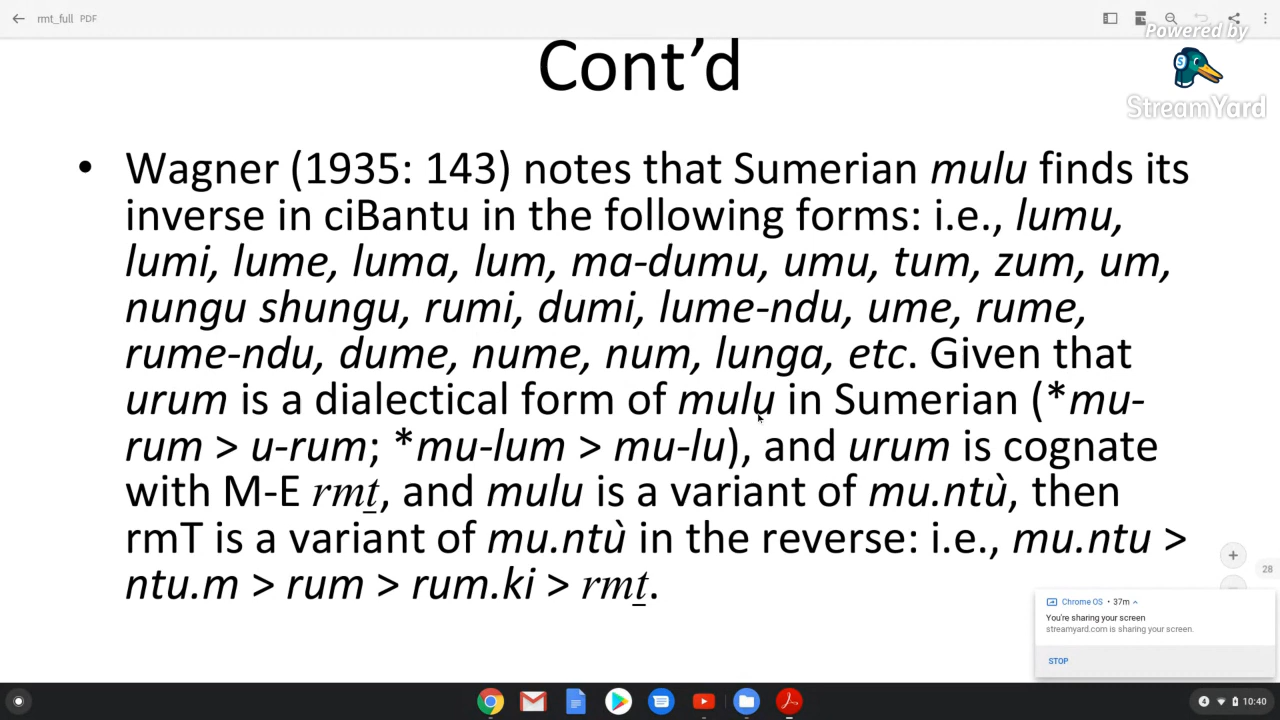 rmt_full PDF
Powered by
StreamYard
Cont'd
• Wagner (1935: 143) notes that Sumerian mulu finds its
inverse in ciBantu in the following forms: i.e., lumu,
lumi, lume, luma, lum, ma-dumu, umu, tum, zum, um,
nungu shungu, rumi, dumi, lume-ndu, ume, rume,
rume-ndu, dume, nume, num, lunga, etc. Given that
urum is a dialectical form of mulu in Sumerian (*mu-
rum > u-rum; *mu-lum > mu-lu), and urum is cognate
with M-E rmṯ, and mulu is a variant of mu.ntù, then
rmT is a variant of mu.ntù in the reverse: i.e., mu.ntu >
ntu.m > rum > rum.ki > rmṯ.
28
Chrome OS • 37m
You're sharing your screen
streamyard.com is sharing your screen.
STOP
4 10:40